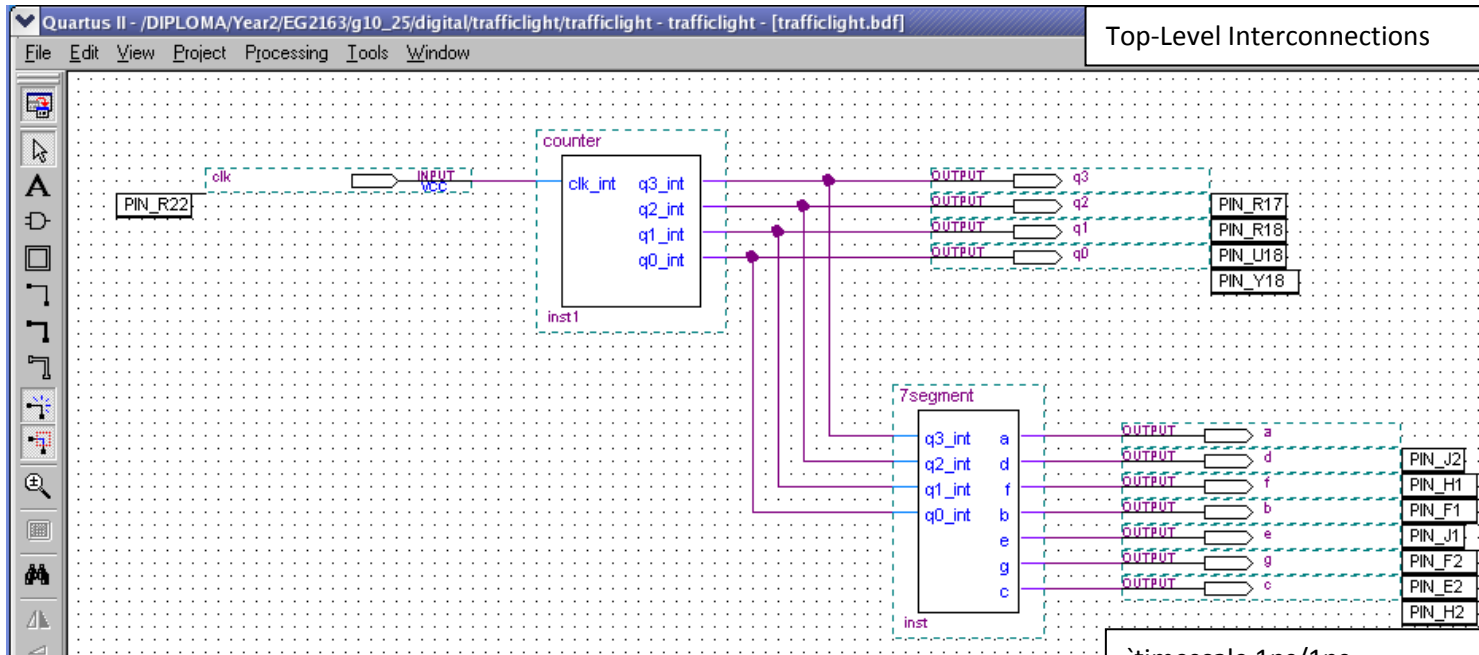 Quartus II - /DIPLOMA/Year2/EG2163/g10_25/digital/trafficlight/trafficlight - trafficlight - [trafficlight.bdf]
Top-Level Interconnections
File Edit View Project Processing Tools Window
counter
clk INPUT VCC
PIN_R22
clk_int q3_int
q2_int
q1_int
q0_int
inst1
OUTPUT q3
OUTPUT q2 PIN_R17
OUTPUT q1 PIN_R18
OUTPUT q0 PIN_U18
PIN_Y18
7segment
q3_int a
q2_int d
q1_int f
q0_int b
e
g
c
inst
OUTPUT a
OUTPUT d PIN_J2
OUTPUT f PIN_H1
OUTPUT b PIN_F1
OUTPUT e PIN_J1
OUTPUT g PIN_F2
OUTPUT c PIN_E2
PIN_H2